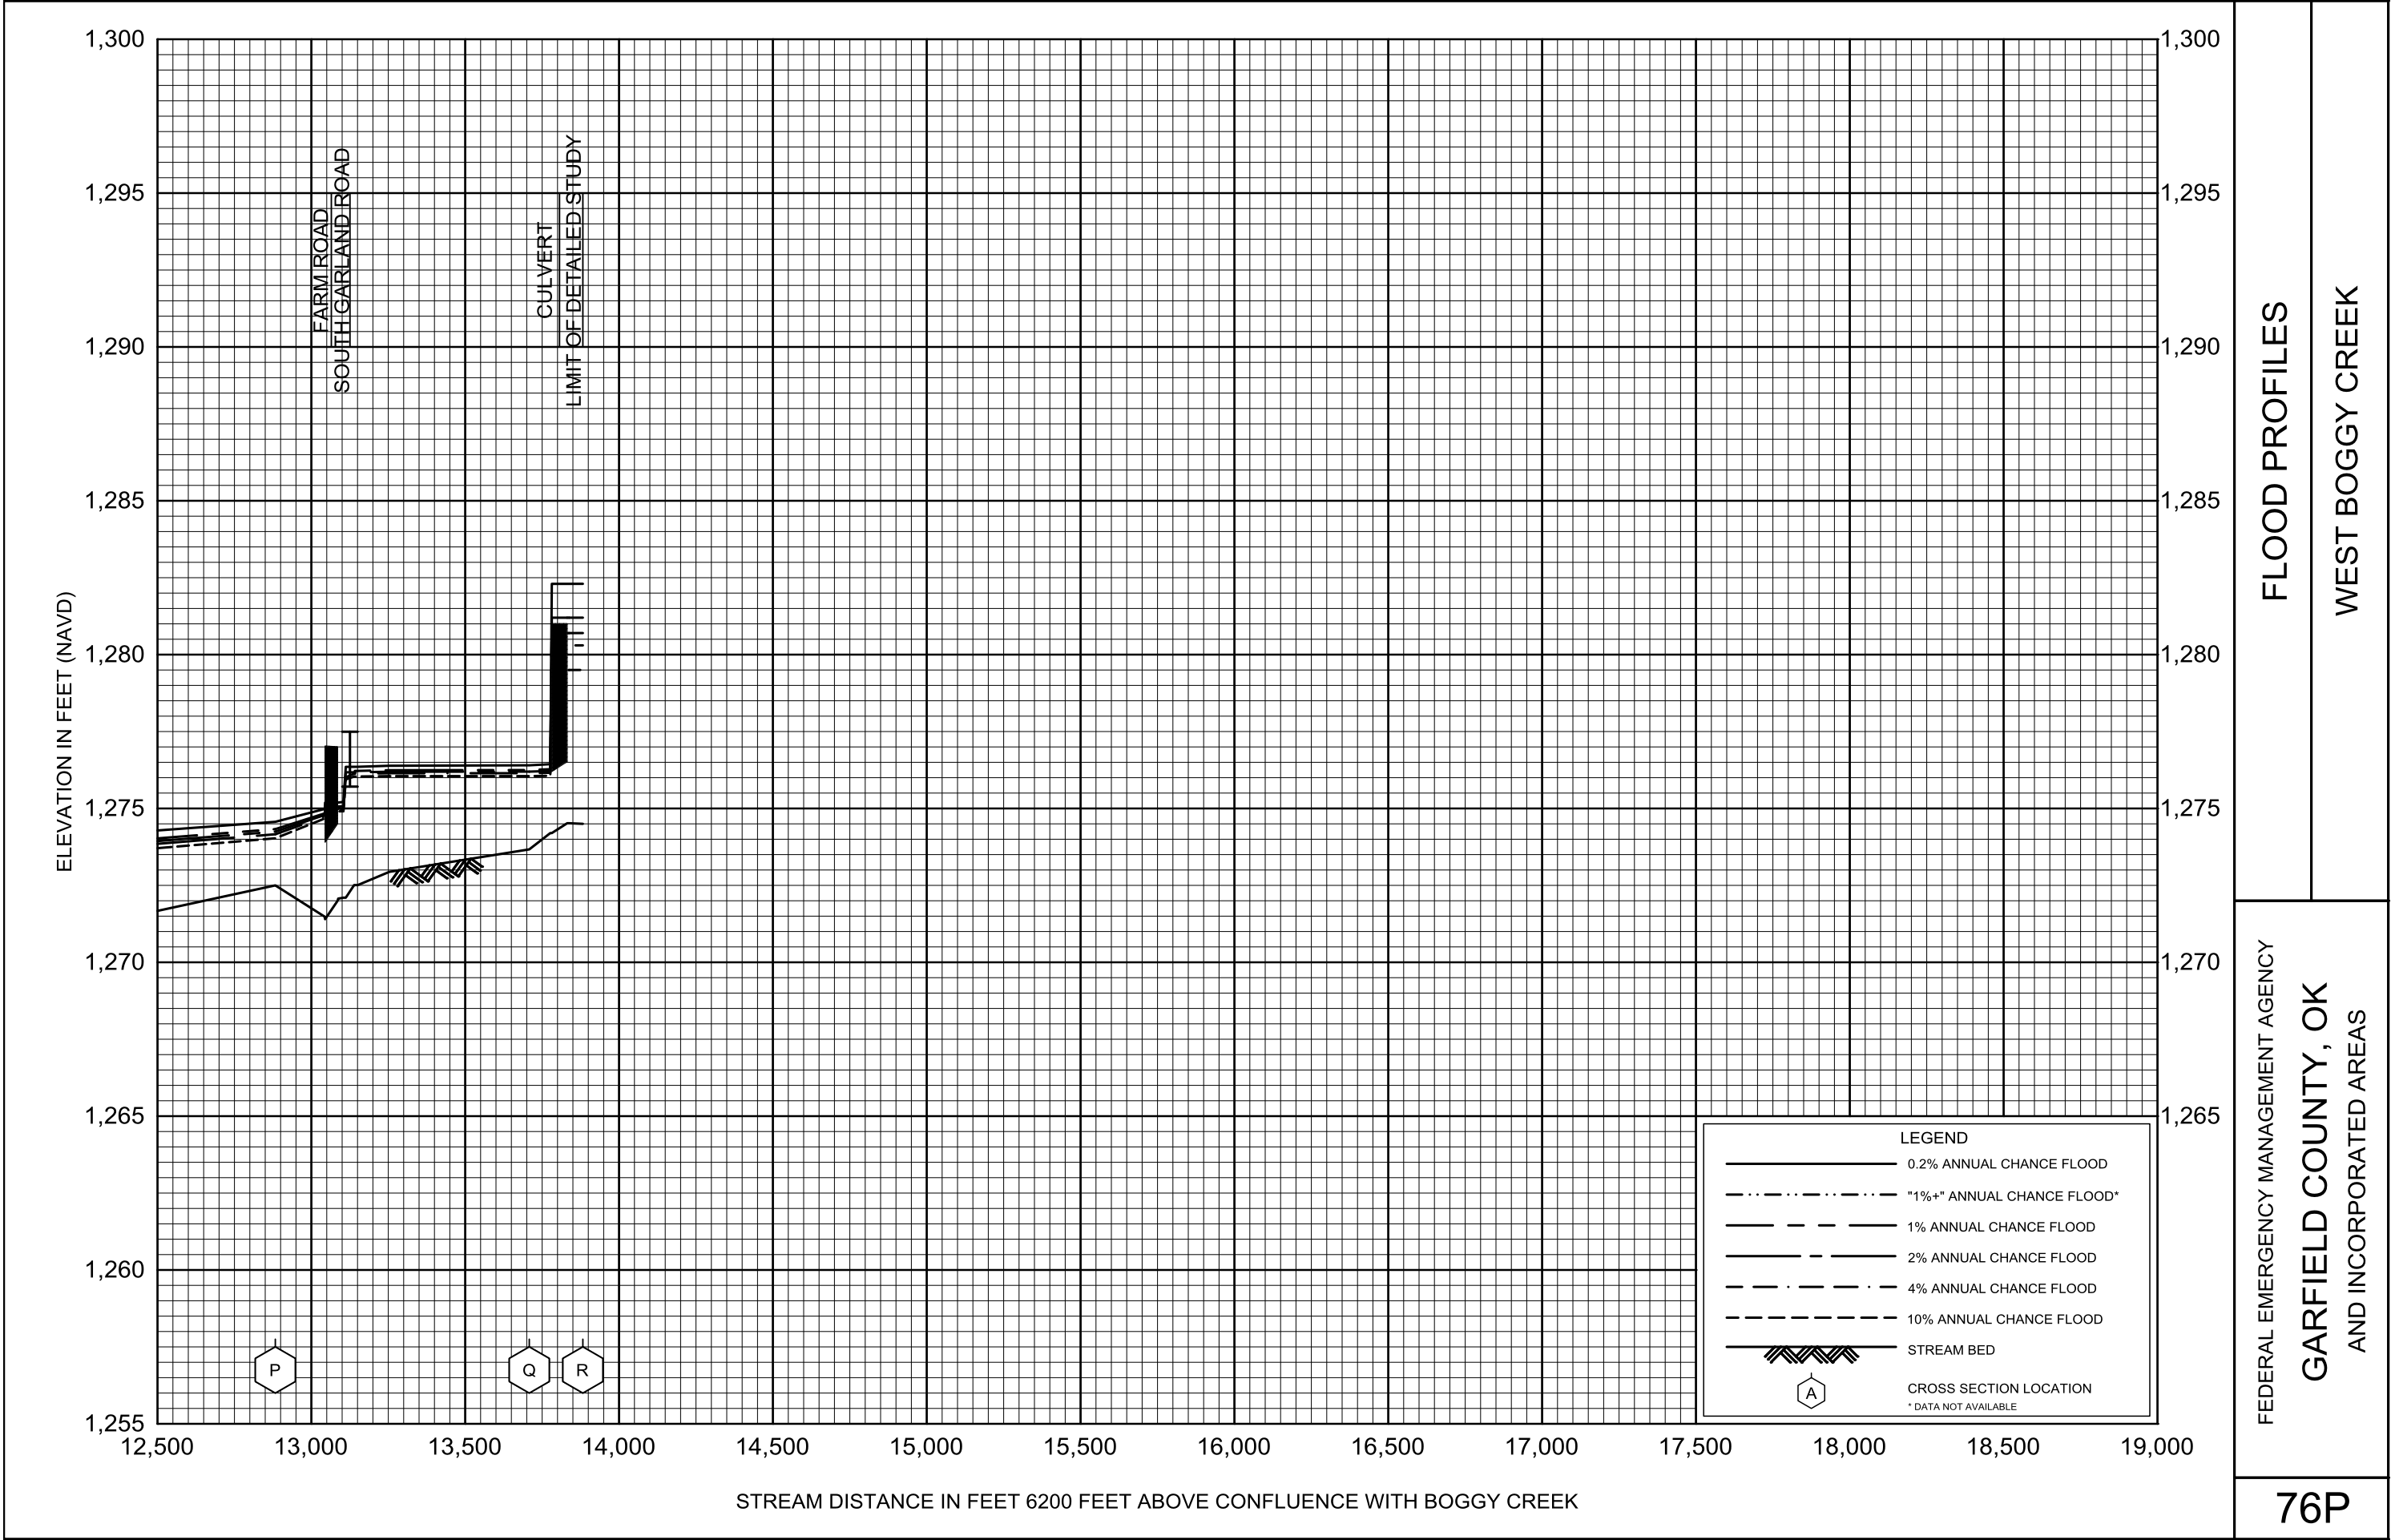 1,300
1,295
1,290
1,285
1,280
1,275
1,270
1,265
1,260
1,255
ELEVATION IN FEET (NAVD)
FARM ROAD
SOUTH GARLAND ROAD
CULVERT
LIMIT OF DETAILED STUDY
P
Q
R
12,500 13,000 13,500 14,000 14,500 15,000 15,500 16,000 16,500 17,000 17,500 18,000 18,500 19,000
STREAM DISTANCE IN FEET 6200 FEET ABOVE CONFLUENCE WITH BOGGY CREEK
1,300
1,295
1,290
1,285
1,280
1,275
1,270
1,265
LEGEND
0.2% ANNUAL CHANCE FLOOD
"1%+" ANNUAL CHANCE FLOOD*
1% ANNUAL CHANCE FLOOD
2% ANNUAL CHANCE FLOOD
4% ANNUAL CHANCE FLOOD
10% ANNUAL CHANCE FLOOD
STREAM BED
A
CROSS SECTION LOCATION
* DATA NOT AVAILABLE
FLOOD PROFILES
WEST BOGGY CREEK
FEDERAL EMERGENCY MANAGEMENT AGENCY
GARFIELD COUNTY, OK
AND INCORPORATED AREAS
76P